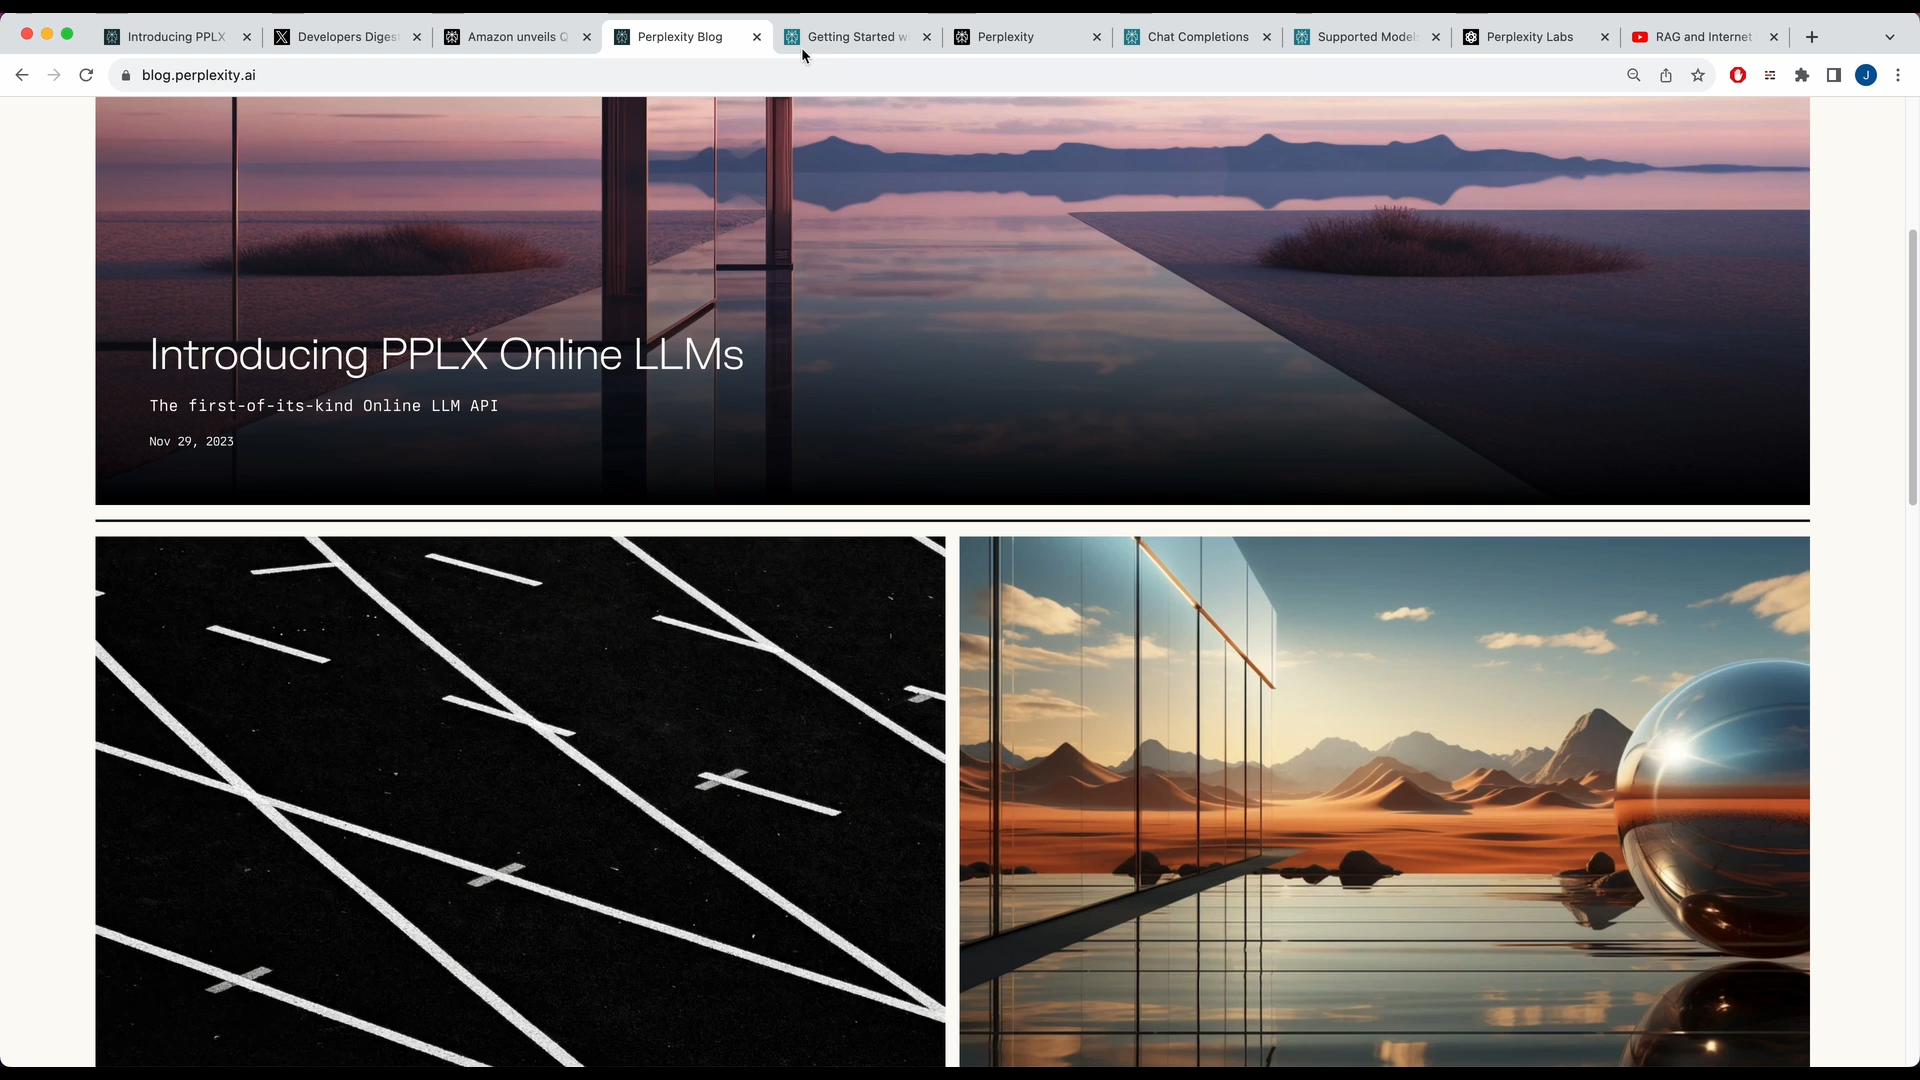 Introducing PPLX
Developers Diges
Amazon unveils Q
Perplexity Blog
Getting Started w
Perplexity
Chat Completions
Supported Model
Perplexity Labs
RAG and Internet
blog.perplexity.ai
J
Introducing PPLX Online LLMs
The first-of-its-kind Online LLM API
Nov 29, 2023